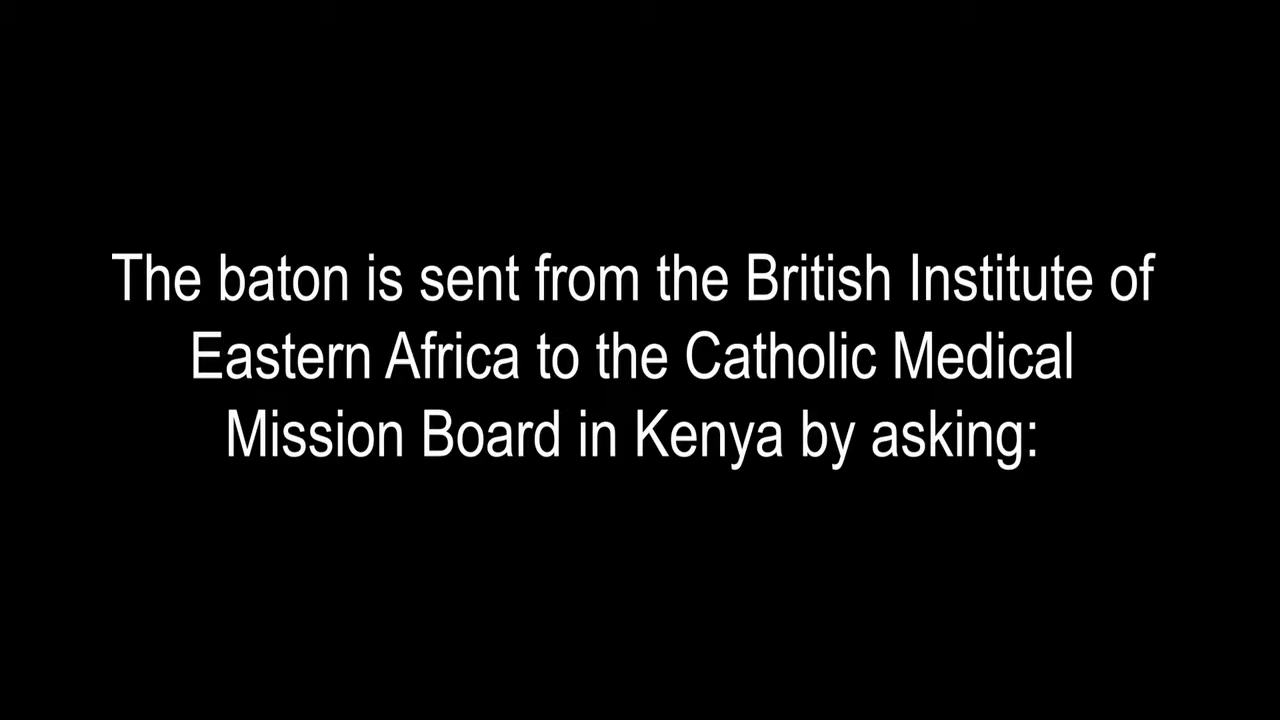 The baton is sent from the British Institute of
Eastern Africa to the Catholic Medical
Mission Board in Kenya by asking: